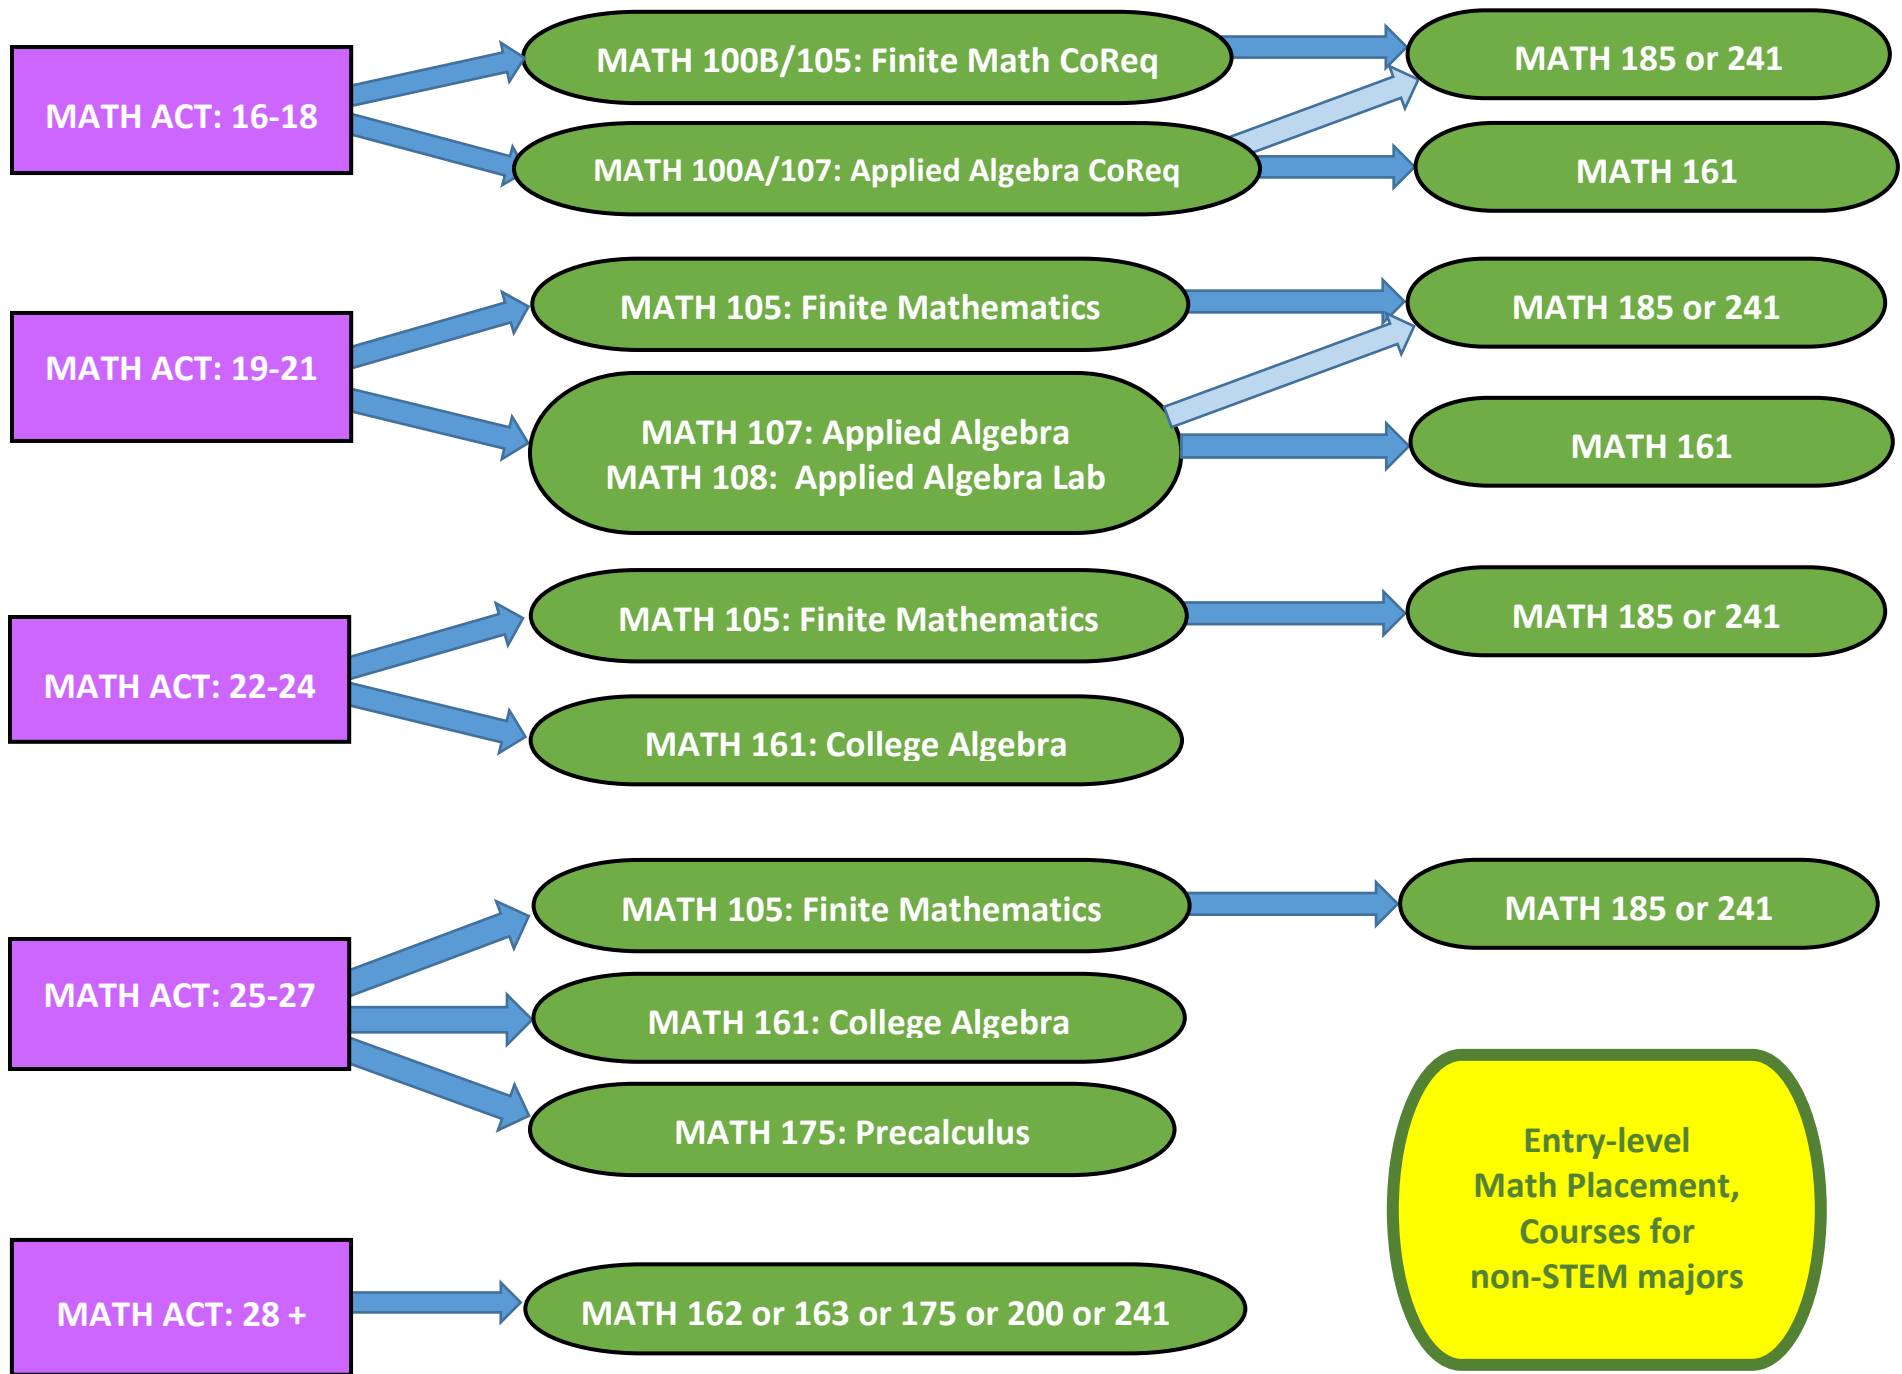 MATH ACT: 16-18
MATH 100B/105: Finite Math CoReq
MATH 185 or 241
MATH 100A/107: Applied Algebra CoReq
MATH 161
MATH ACT: 19-21
MATH 105: Finite Mathematics
MATH 185 or 241
MATH 107: Applied Algebra
MATH 108:  Applied Algebra Lab
MATH 161
MATH ACT: 22-24
MATH 105: Finite Mathematics
MATH 185 or 241
MATH 161: College Algebra
MATH ACT: 25-27
MATH 105: Finite Mathematics
MATH 185 or 241
MATH 161: College Algebra
MATH 175: Precalculus
MATH ACT: 28 +
MATH 162 or 163 or 175 or 200 or 241
Entry-level
Math Placement,
Courses for
non-STEM majors